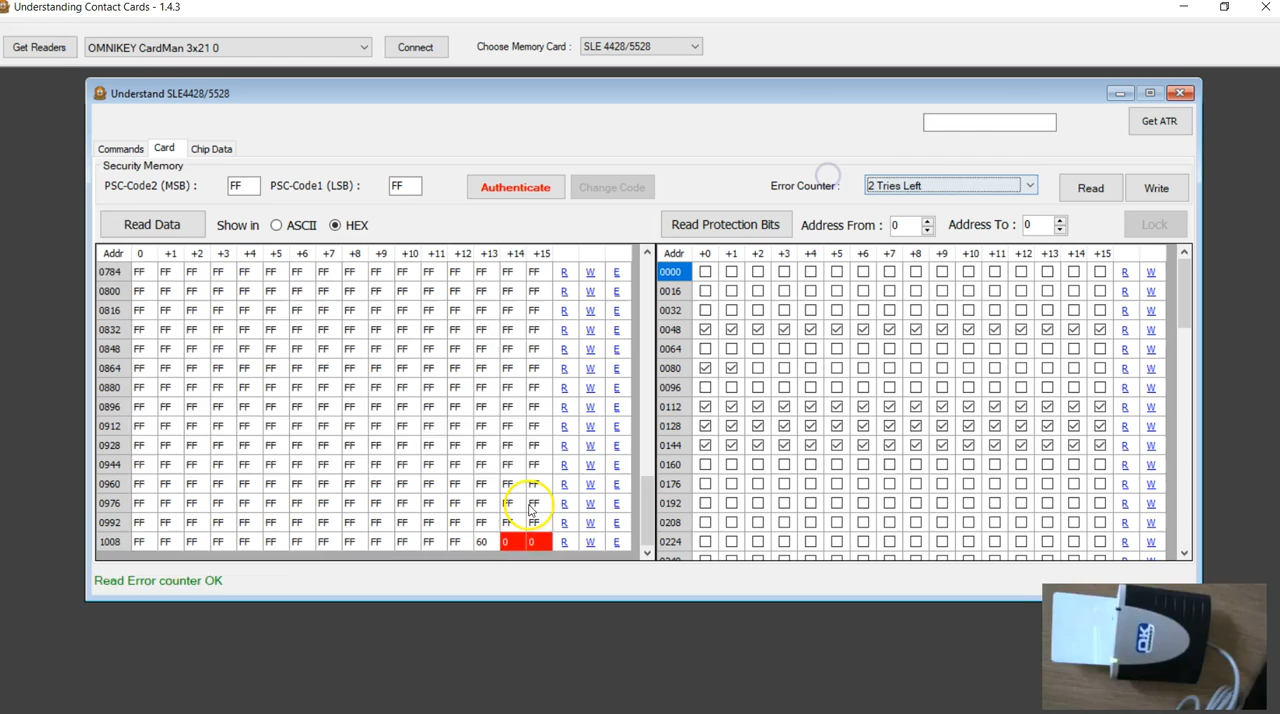 Understanding Contact Cards - 1.4.3
Get Readers OMNIKEY CardMan 3x21 0 Connect Choose Memory Card : SLE 4428/5528
Understand SLE4428/5528
Get ATR
Commands Card Chip Data
Security Memory
PSC-Code2 (MSB) : FF PSC-Code1 (LSB) : FF Authenticate Change Code Error Counter : 2 Tries Left Read Write
Read Data Show in ASCII HEX Read Protection Bits Address From : 0 Address To : 0 Lock
Addr 0 +1 +2 +3 +4 +5 +6 +7 +8 +9 +10 +11 +12 +13 +14 +15 Addr +0 +1 +2 +3 +4 +5 +6 +7 +8 +9 +10 +11 +12 +13 +14 +15
0784 FF FF FF FF FF FF FF FF FF FF FF FF FF FF FF FF R W E 0000 R W
0800 FF FF FF FF FF FF FF FF FF FF FF FF FF FF FF FF R W E 0016 R W
0816 FF FF FF FF FF FF FF FF FF FF FF FF FF FF FF FF R W E 0032 R W
0832 FF FF FF FF FF FF FF FF FF FF FF FF FF FF FF FF R W E 0048 R W
0848 FF FF FF FF FF FF FF FF FF FF FF FF FF FF FF FF R W E 0064 R W
0864 FF FF FF FF FF FF FF FF FF FF FF FF FF FF FF FF R W E 0080 R W
0880 FF FF FF FF FF FF FF FF FF FF FF FF FF FF FF FF R W E 0096 R W
0896 FF FF FF FF FF FF FF FF FF FF FF FF FF FF FF FF R W E 0112 R W
0912 FF FF FF FF FF FF FF FF FF FF FF FF FF FF FF FF R W E 0128 R W
0928 FF FF FF FF FF FF FF FF FF FF FF FF FF FF FF FF R W E 0144 R W
0944 FF FF FF FF FF FF FF FF FF FF FF FF FF FF FF FF R W E 0160 R W
0960 FF FF FF FF FF FF FF FF FF FF FF FF FF FF FF FF R W E 0176 R W
0976 FF FF FF FF FF FF FF FF FF FF FF FF FF FF FF FF R W E 0192 R W
0992 FF FF FF FF FF FF FF FF FF FF FF FF FF FF FF FF R W E 0208 R W
1008 FF FF FF FF FF FF FF FF FF FF FF FF FF 60 0 0 R W E 0224 R W
Read Error counter OK
OK